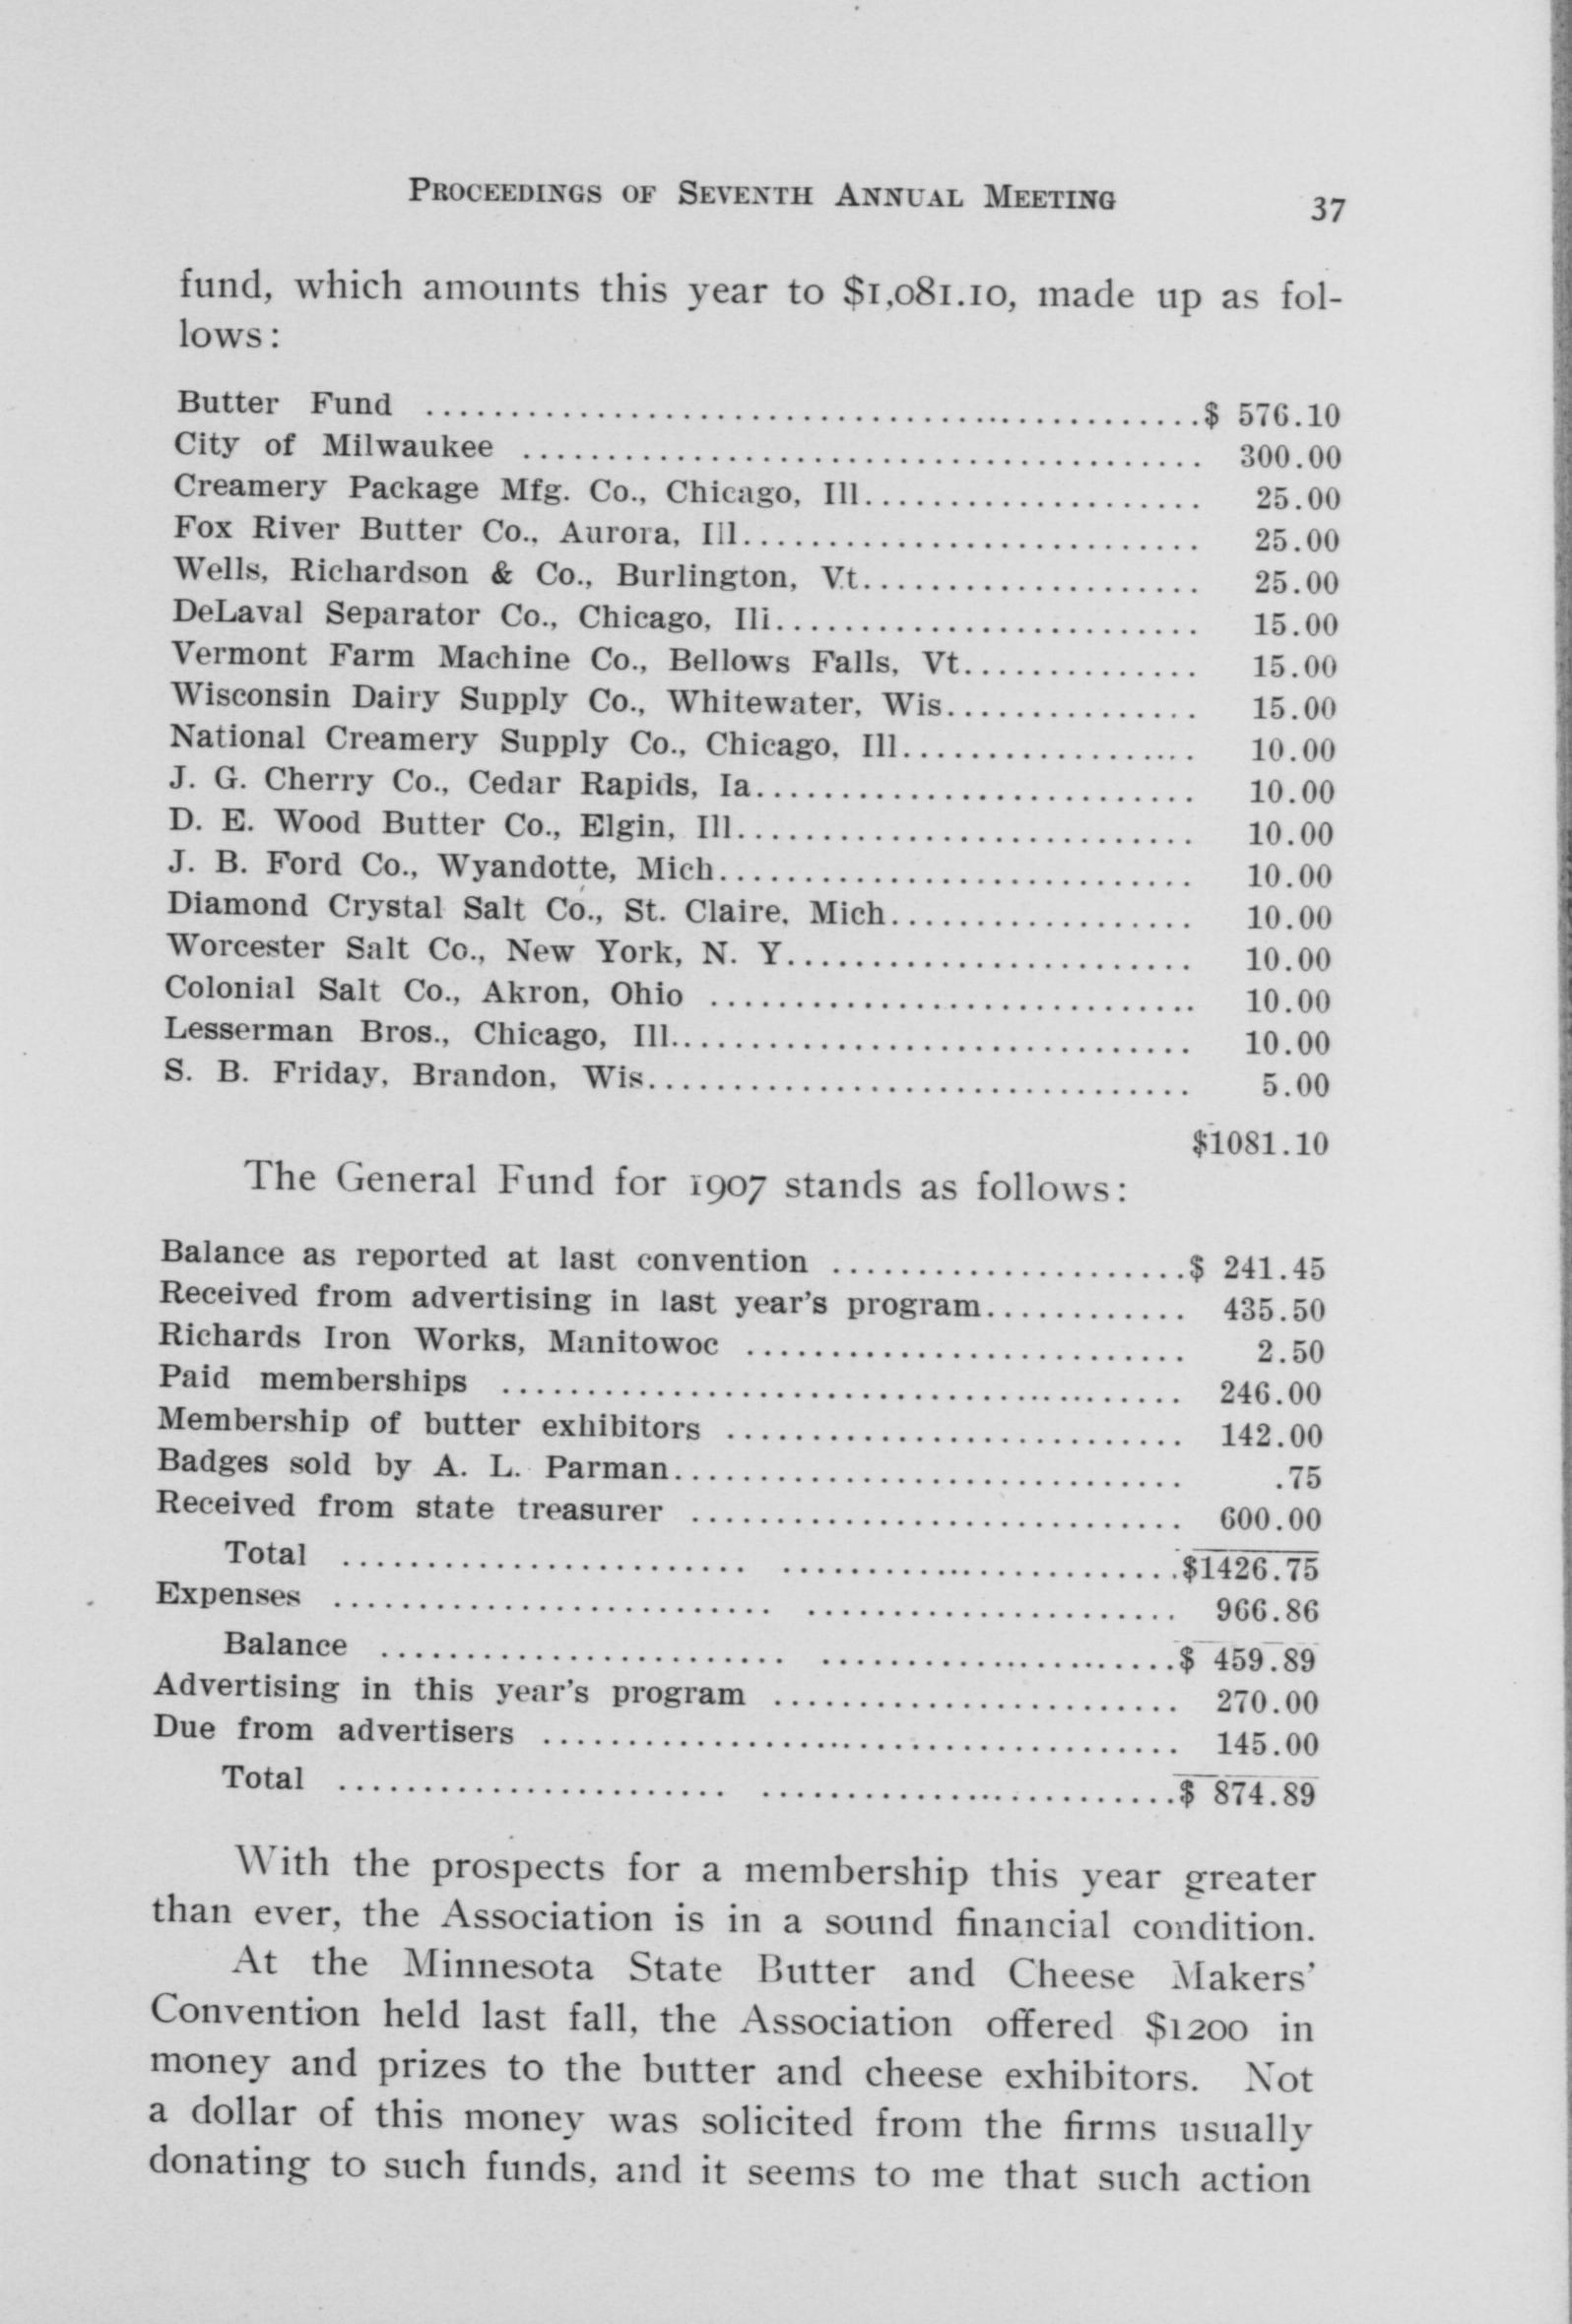 PROCEEDINGS OF SEVENTH ANNUAL MEETING 37
fund, which amounts this year to $1,081.10, made up as fol-
lows:
Butter Fund ........................................$ 576.10
City of Milwaukee ........................................ 300.00
Creamery Package Mfg. Co., Chicago, Ill.................... 25.00
Fox River Butter Co., Aurora, Ill........................... 25.00
Wells, Richardson & Co., Burlington, Vt.................... 25.00
DeLaval Separator Co., Chicago, Ill......................... 15.00
Vermont Farm Machine Co., Bellows Falls, Vt.............. 15.00
Wisconsin Dairy Supply Co., Whitewater, Wis............... 15.00
National Creamery Supply Co., Chicago, Ill.................. 10.00
J. G. Cherry Co., Cedar Rapids, Ia.......................... 10.00
D. E. Wood Butter Co., Elgin, Ill........................... 10.00
J. B. Ford Co., Wyandotte, Mich............................ 10.00
Diamond Crystal Salt Co., St. Claire, Mich.................. 10.00
Worcester Salt Co., New York, N. Y........................ 10.00
Colonial Salt Co., Akron, Ohio ............................. 10.00
Lesserman Bros., Chicago, Ill............................... 10.00
S. B. Friday, Brandon, Wis................................ 5.00
$1081.10
The General Fund for 1907 stands as follows:
Balance as reported at last convention .....................$ 241.45
Received from advertising in last year's program............ 435.50
Richards Iron Works, Manitowoc .......................... 2.50
Paid memberships ........................................ 246.00
Membership of butter exhibitors ........................... 142.00
Badges sold by A. L. Parman.............................. .75
Received from state treasurer ............................. 600.00
Total ........................ ........................$1426.75
Expenses .......................... ...................... 966.86
Balance ........................ .....................$ 459.89
Advertising in this year's program ........................ 270.00
Due from advertisers ...................................... 145.00
Total ....................... .........................$ 874.89
With the prospects for a membership this year greater
than ever, the Association is in a sound financial condition.
At the Minnesota State Butter and Cheese Makers'
Convention held last fall, the Association offered $1200 in
money and prizes to the butter and cheese exhibitors. Not
a dollar of this money was solicited from the firms usually
donating to such funds, and it seems to me that such action